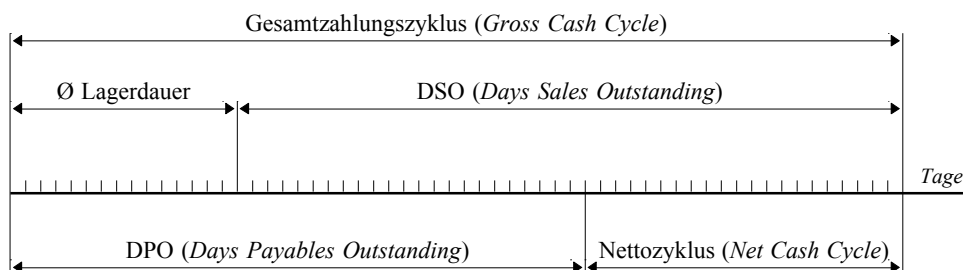 Gesamtzahlungszyklus (Gross Cash Cycle)
Ø Lagerdauer
DSO (Days Sales Outstanding)
Tage
DPO (Days Payables Outstanding)
Nettozyklus (Net Cash Cycle)